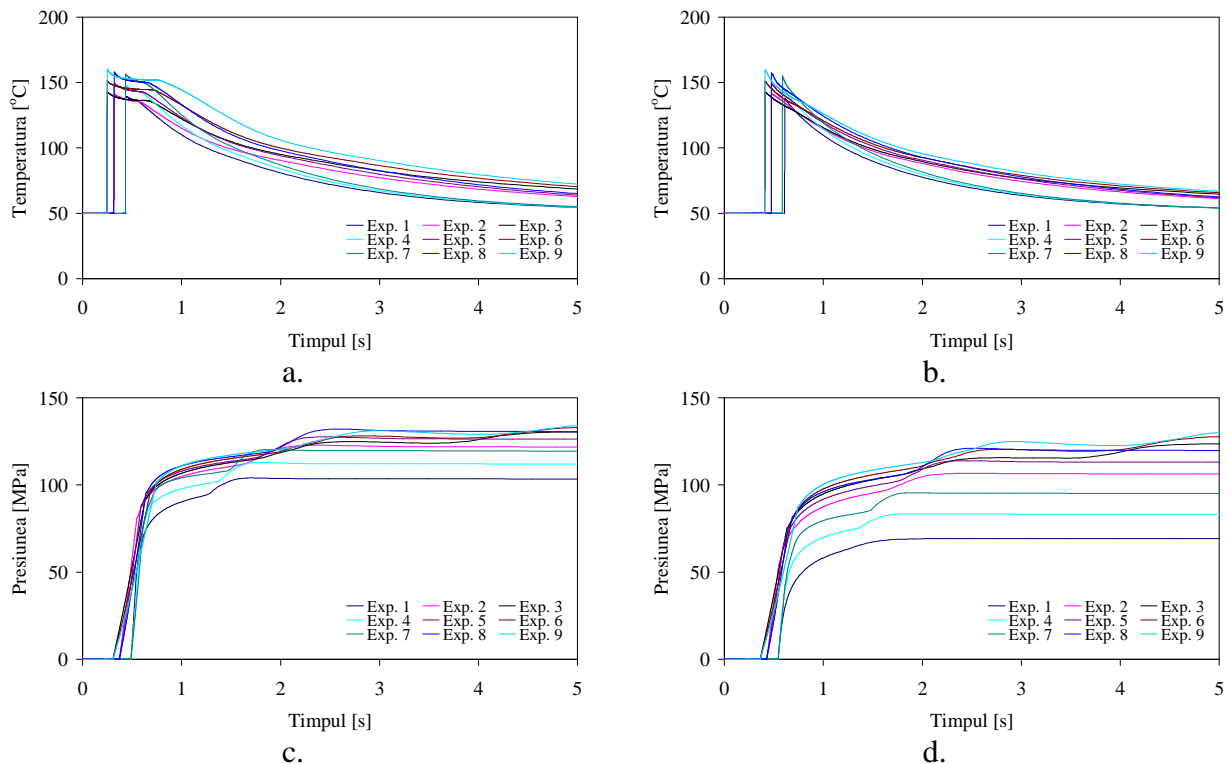 200
150
100
50
0
Temperatura [°C]
0 1 2 3 4 5
Timpul [s]
Exp. 1 Exp. 2 Exp. 3
Exp. 4 Exp. 5 Exp. 6
Exp. 7 Exp. 8 Exp. 9
a.
200
150
100
50
0
Temperatura [°C]
0 1 2 3 4 5
Timpul [s]
Exp. 1 Exp. 2 Exp. 3
Exp. 4 Exp. 5 Exp. 6
Exp. 7 Exp. 8 Exp. 9
b.
150
100
50
0
Presiunea [MPa]
0 1 2 3 4 5
Timpul [s]
Exp. 1 Exp. 2 Exp. 3
Exp. 4 Exp. 5 Exp. 6
Exp. 7 Exp. 8 Exp. 9
c.
150
100
50
0
Presiunea [MPa]
0 1 2 3 4 5
Timpul [s]
Exp. 1 Exp. 2 Exp. 3
Exp. 4 Exp. 5 Exp. 6
Exp. 7 Exp. 8 Exp. 9
d.